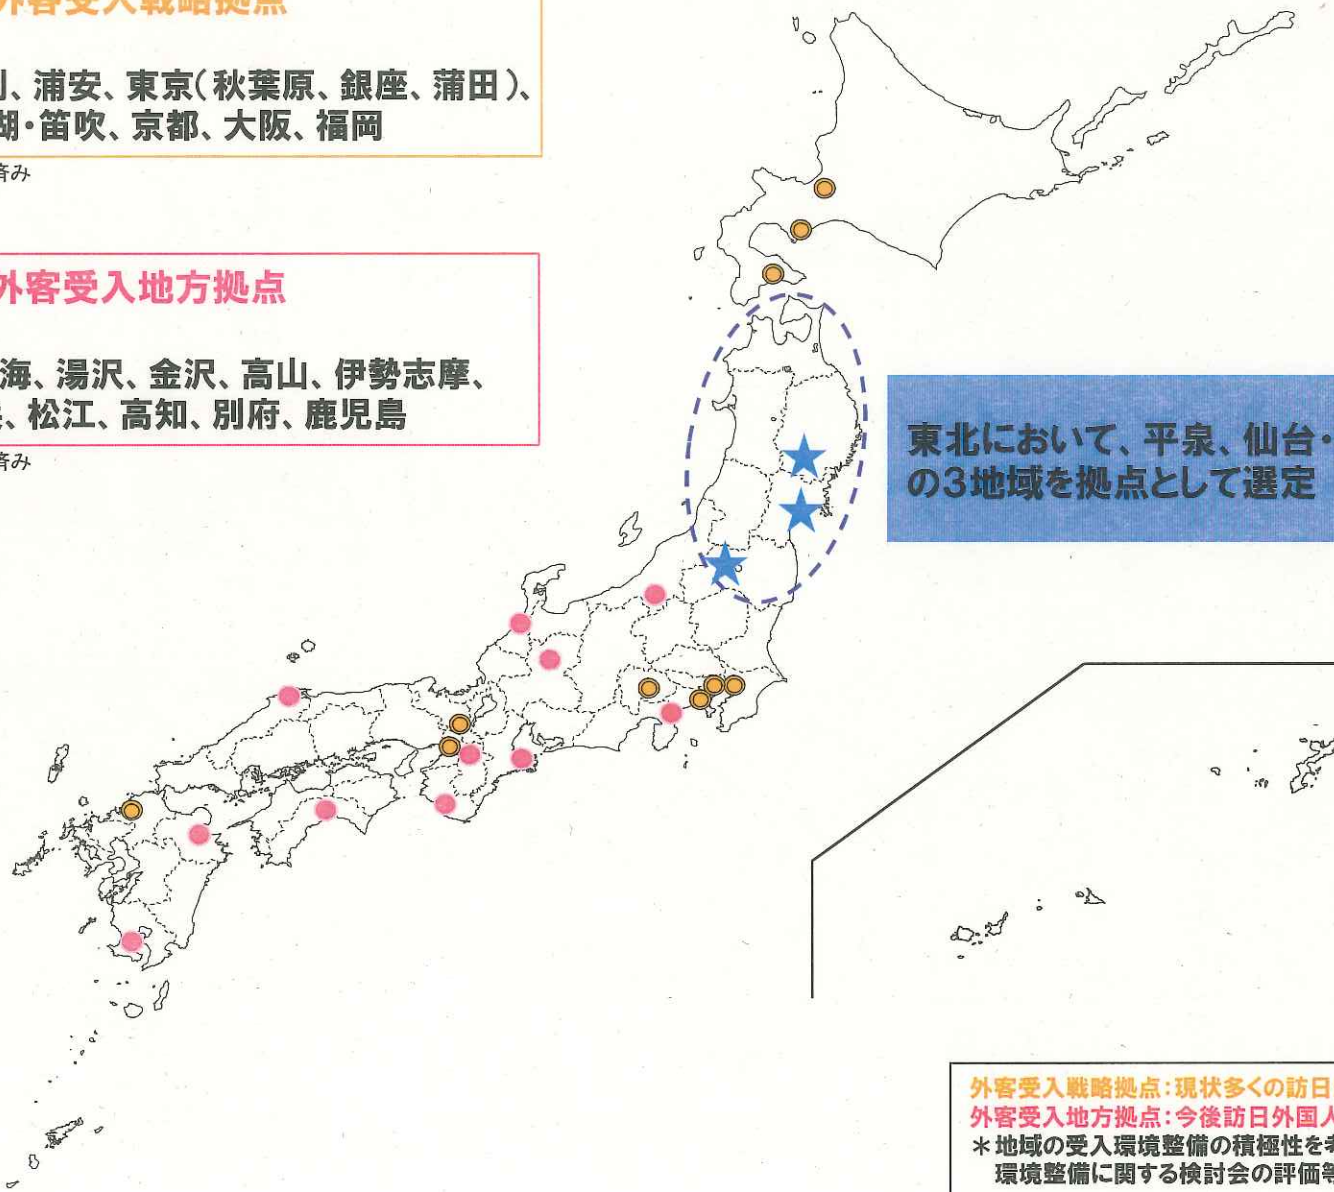 外客受入戦略拠点
、浦安、東京(秋葉原、銀座、蒲田)、
湖・笛吹、京都、大阪、福岡
済み
外客受入地方拠点
海、湯沢、金沢、高山、伊勢志摩、
、松江、高知、別府、鹿児島
済み
東北において、平泉、仙台・
の3地域を拠点として選定
外客受入戦略拠点:現状多くの訪日
外客受入地方拠点:今後訪日外国人
*地域の受入環境整備の積極性を考
環境整備に関する検討会の評価等